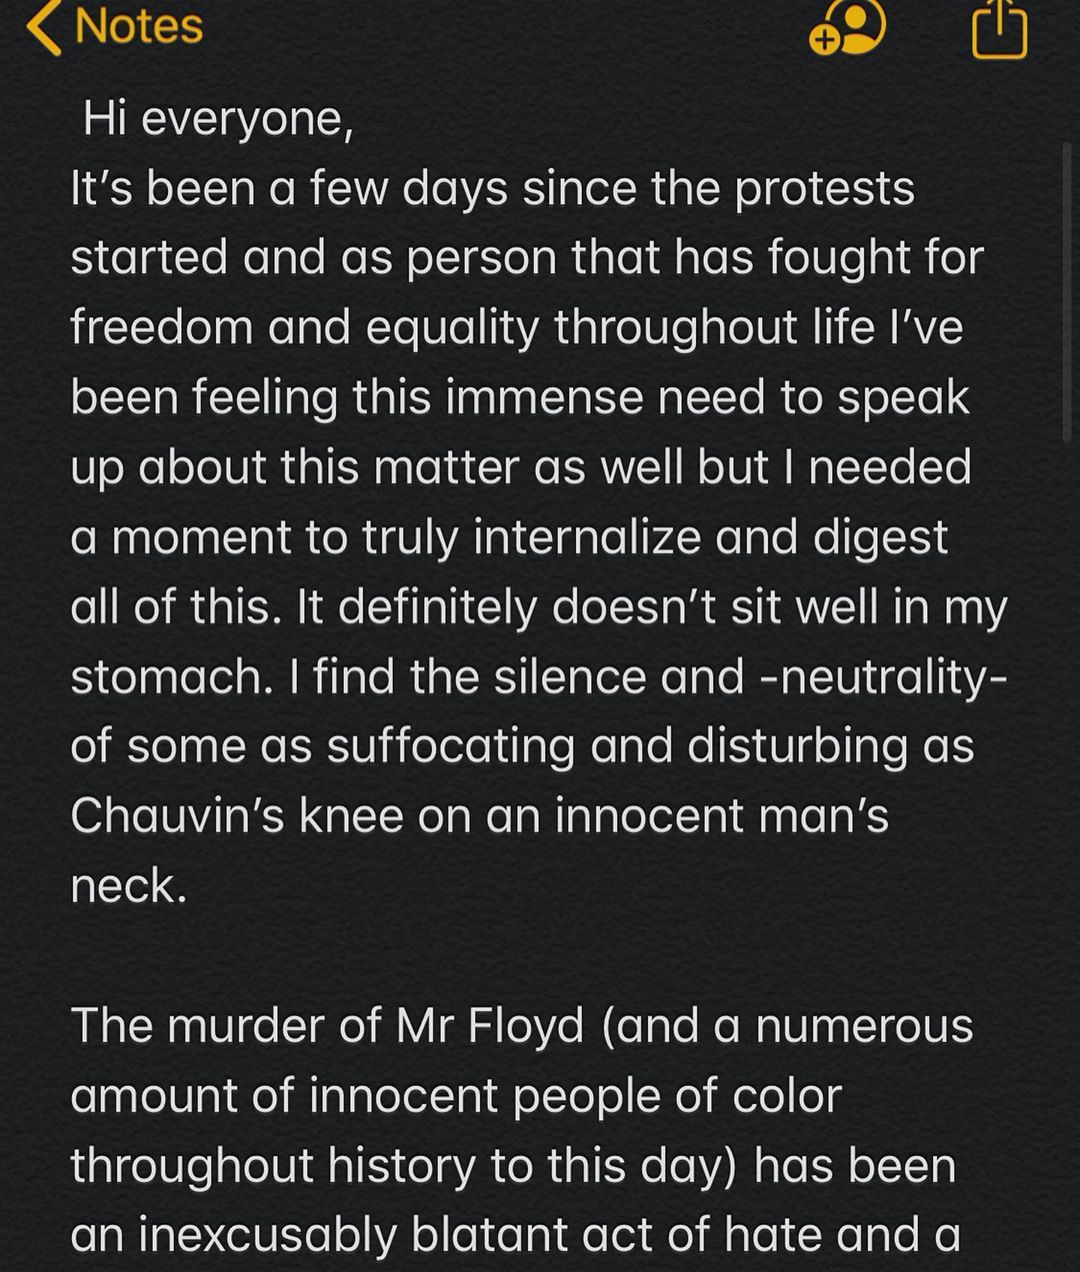 Notes
Hi everyone,
It's been a few days since the protests
started and as person that has fought for
freedom and equality throughout life I've
been feeling this immense need to speak
up about this matter as well but I needed
a moment to truly internalize and digest
all of this. It definitely doesn't sit well in my
stomach. I find the silence and -neutrality-
of some as suffocating and disturbing as
Chauvin's knee on an innocent man's
neck.
The murder of Mr Floyd (and a numerous
amount of innocent people of color
throughout history to this day) has been
an inexcusably blatant act of hate and a